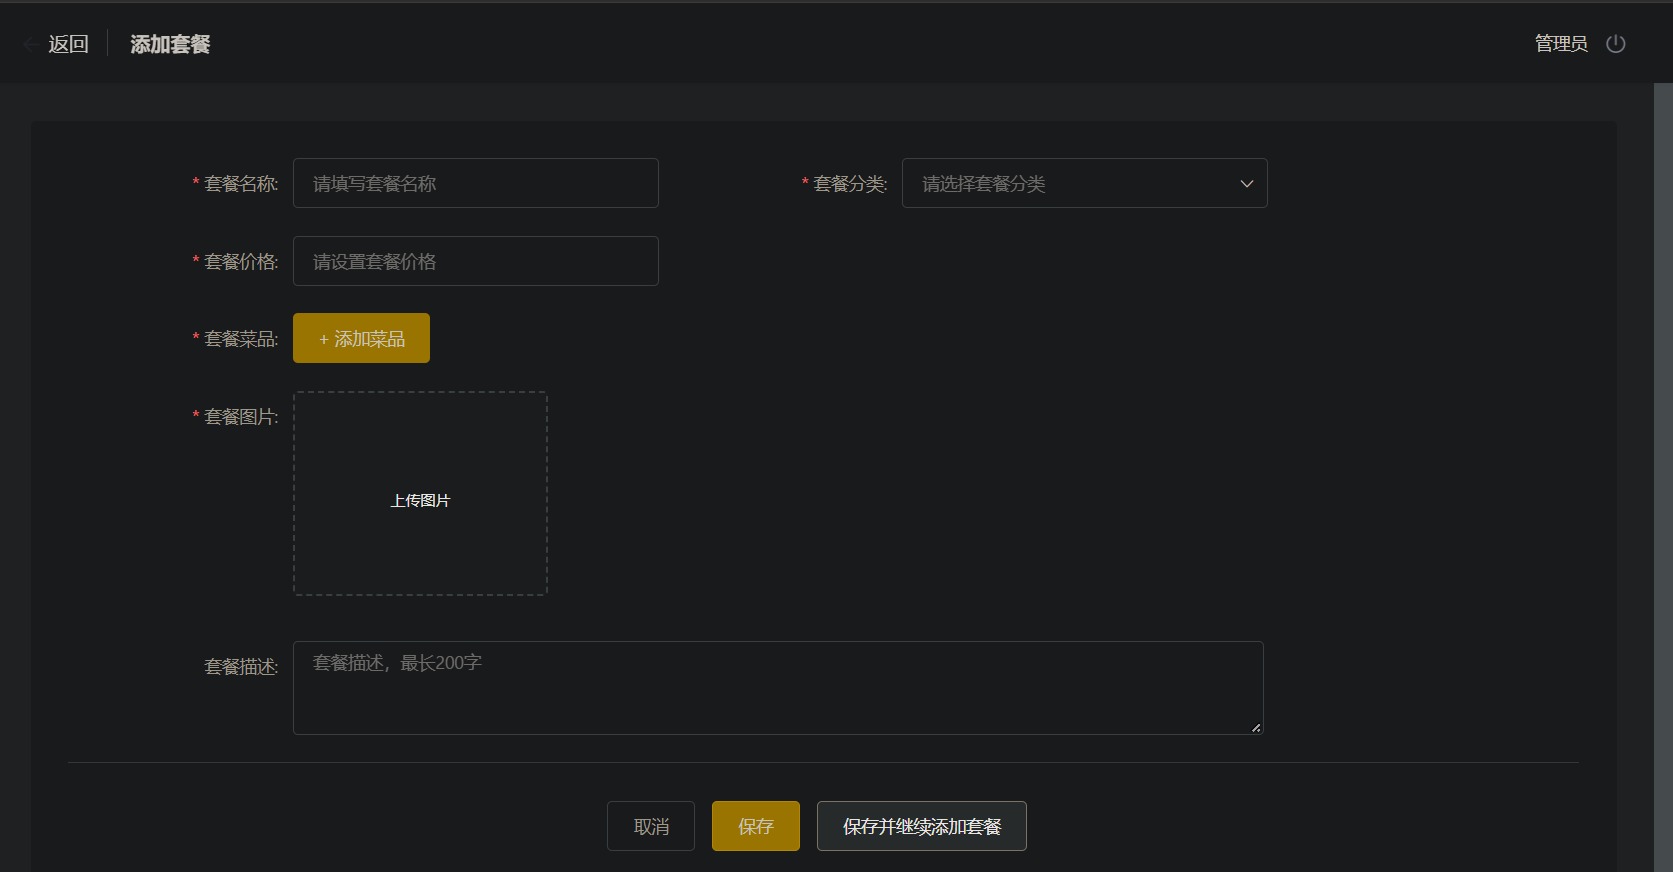 返回 添加套餐 管理员
* 套餐名称: 请填写套餐名称 * 套餐分类: 请选择套餐分类
* 套餐价格: 请设置套餐价格
* 套餐菜品: + 添加菜品
* 套餐图片:
上传图片
套餐描述: 套餐描述，最长200字
取消 保存 保存并继续添加套餐